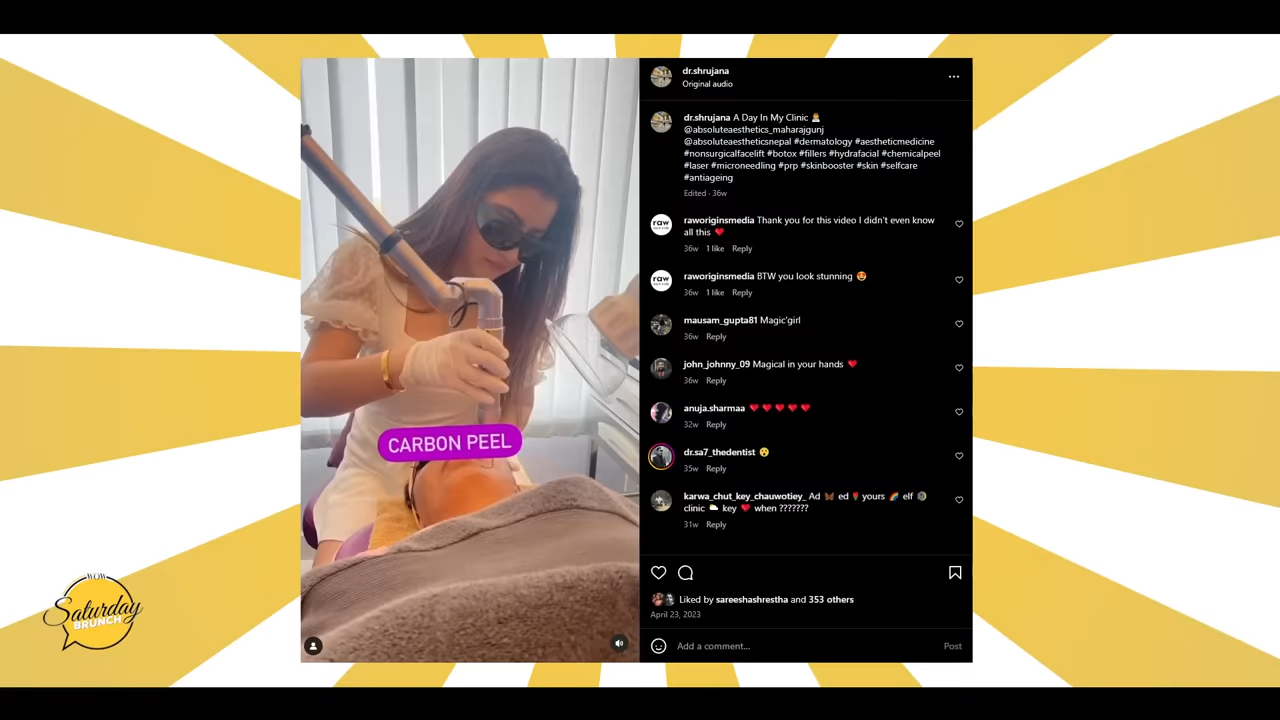 dr.shrujana
Original audio
dr.shrujana A Day In My Clinic 👩‍⚕️
@absoluteaesthetics_maharajgunj
@absoluteaestheticsnepal #dermatology #aestheticmedicine
#nonsurgicalfacelift #botox #fillers #hydrafacial #chemicalpeel
#laser #microneedling #prp #skinbooster #skin #selfcare
#antiageing
Edited · 36w
raworiginsmedia Thank you for this video I didn't even know
all this ❤️
36w 1 like Reply
raworiginsmedia BTW you look stunning 🤩
36w 1 like Reply
mausam_gupta81 Magic'girl
36w Reply
john_johnny_09 Magical in your hands ❤️
36w Reply
anuja.sharmaa ❤️❤️❤️❤️❤️
32w Reply
dr.sa7_thedentist 😮
35w Reply
karwa_chut_key_chauwotiey_ Ad 🦋 ed 🌹 yours 🌈 elf
clinic key ❤️ when ???????
31w Reply
Liked by sareeshashrestha and 353 others
April 23, 2023
Add a comment...
Post
CARBON PEEL
raw
raw
WOW
Saturday
BRUNCH